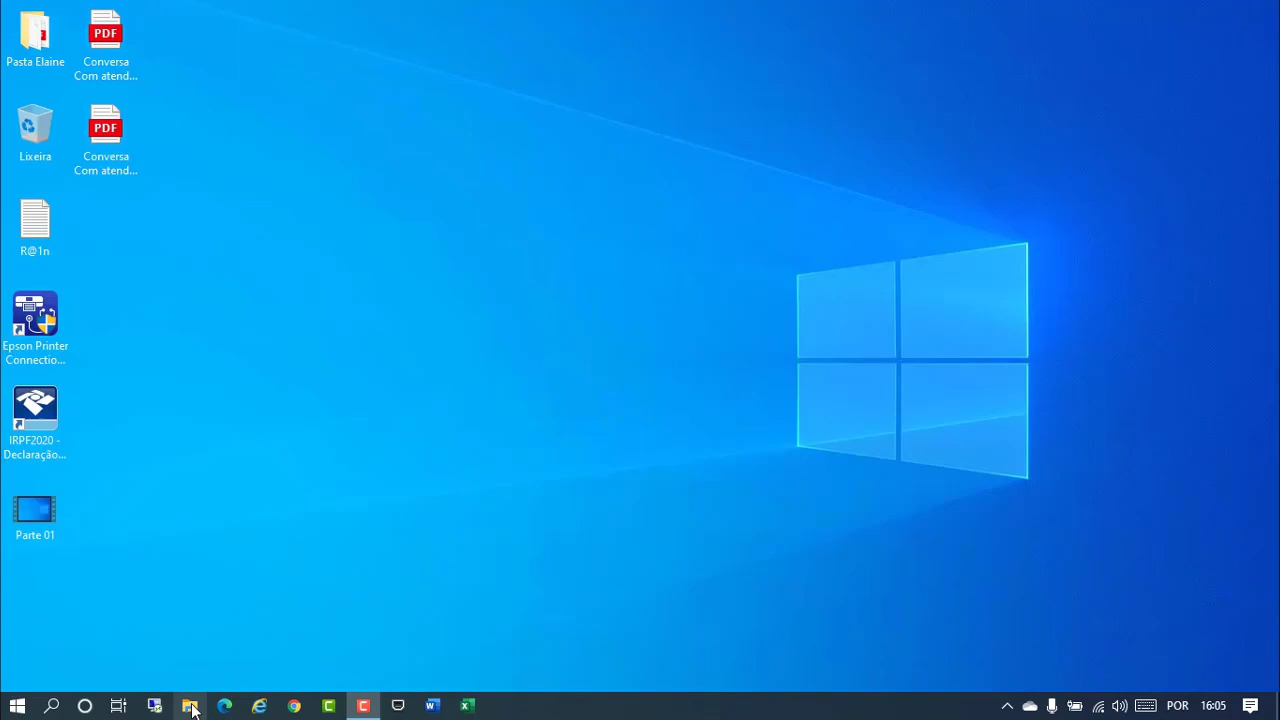 Pasta Elaine
PDF
Conversa
Com atend...
Lixeira
PDF
Conversa
Com atend...
R@1n
Epson Printer
Connectio...
IRPF2020 -
Declaração...
Parte 01
POR
16:05